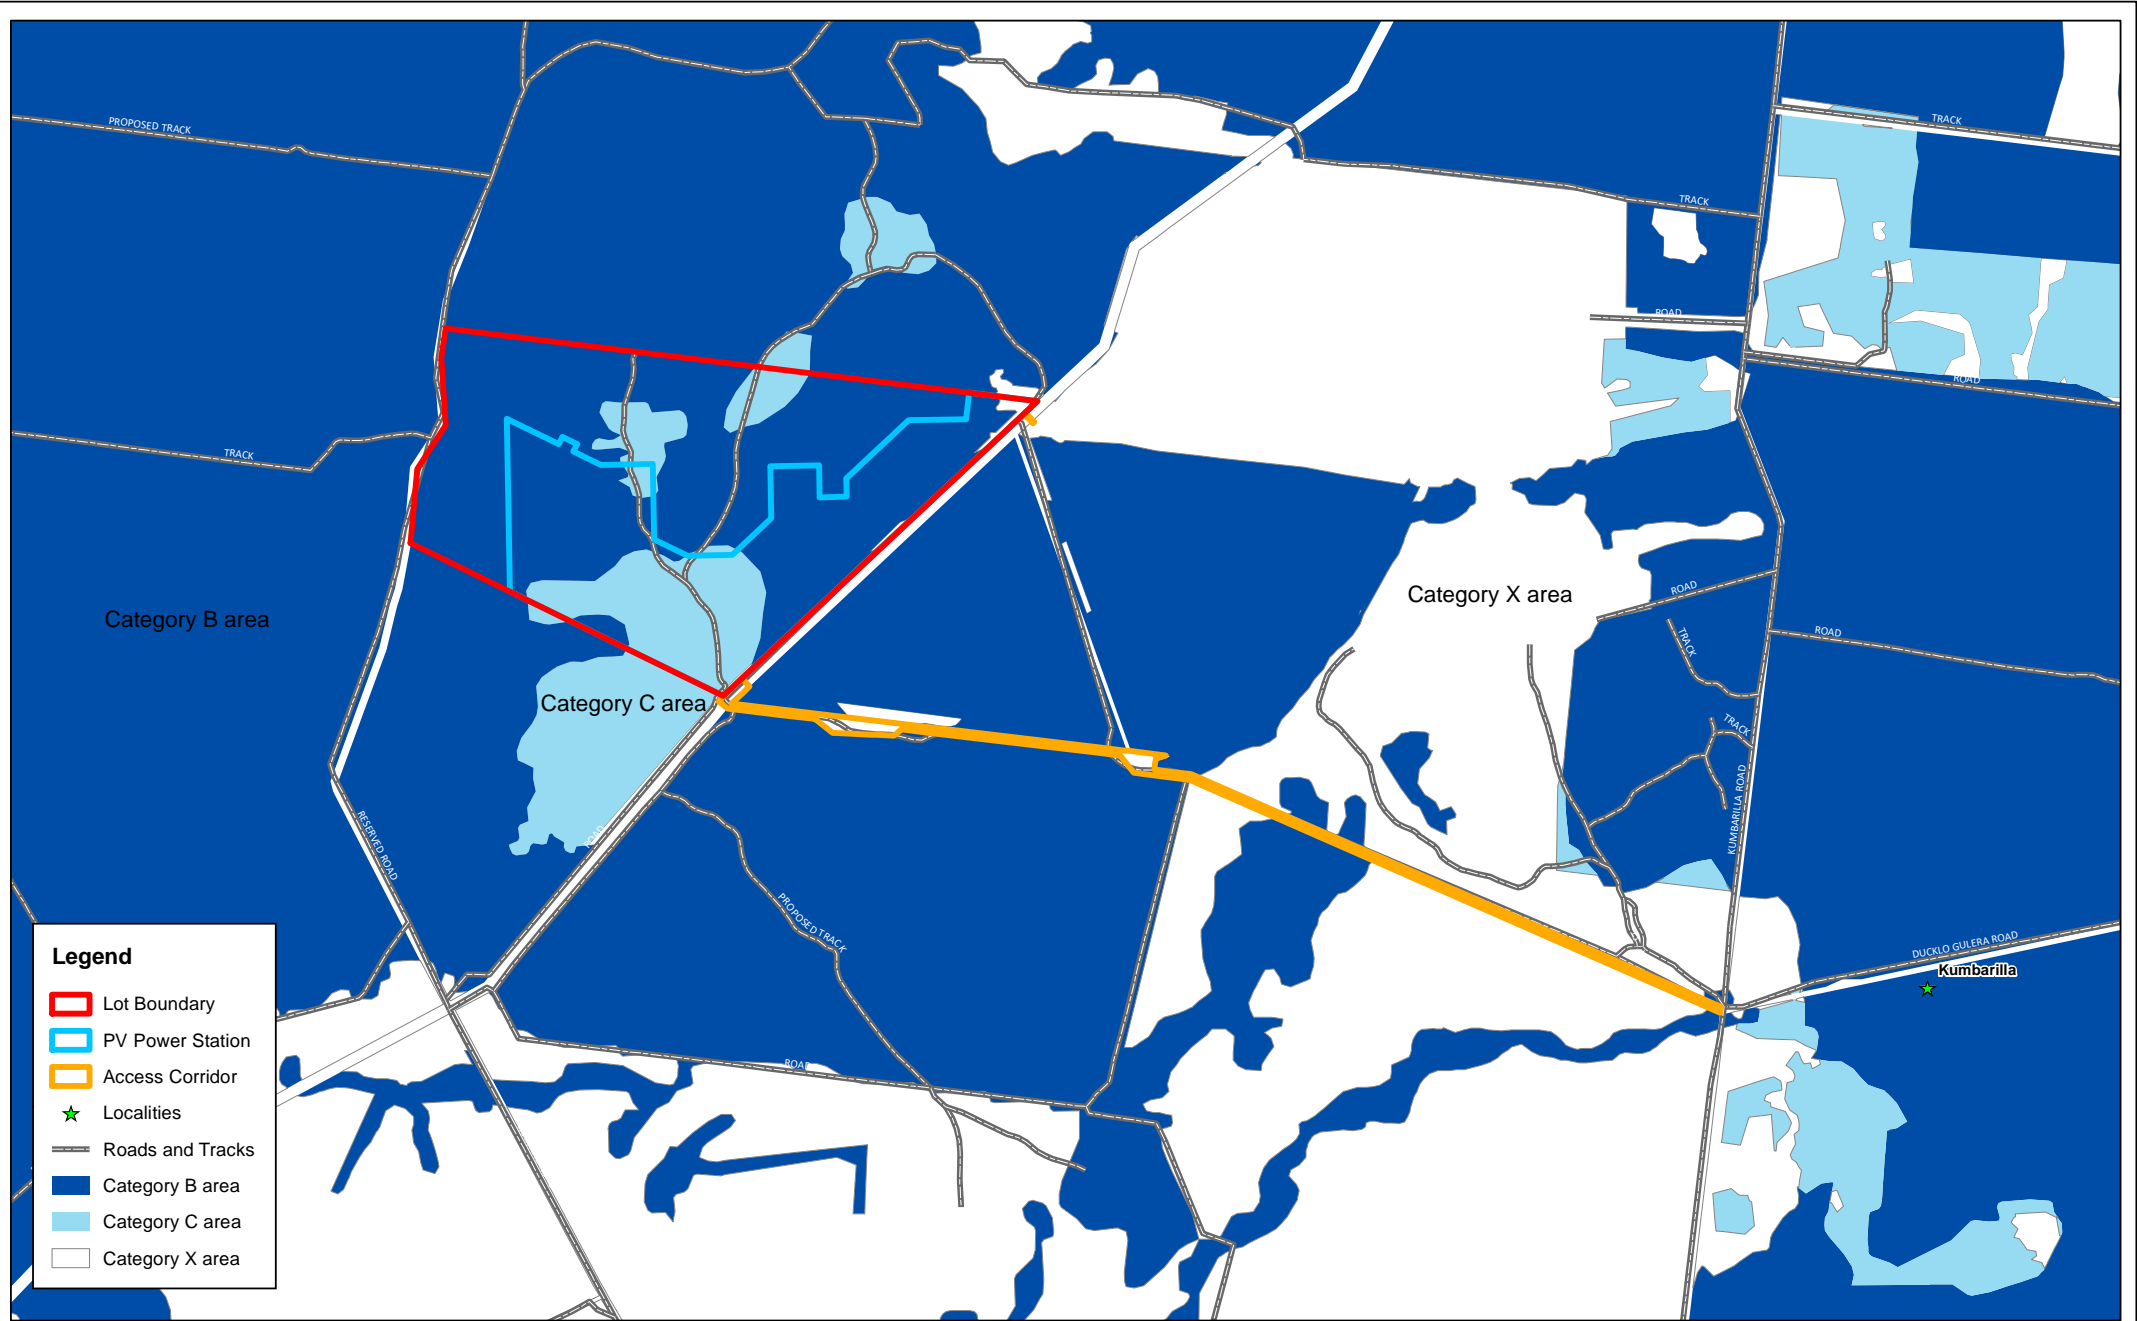 PROPOSED TRACK
TRACK
TRACK
ROAD
ROAD
TRACK
Category B area
Category X area
ROAD
ROAD
TRACK
Category C area
TRACK
KUMBARILLA ROAD
RESERVED ROAD
ROAD
PROPOSED TRACK
DUCKLO GULERA ROAD
Kumbarilla
ROAD
Legend
Lot Boundary
PV Power Station
Access Corridor
Localities
Roads and Tracks
Category B area
Category C area
Category X area